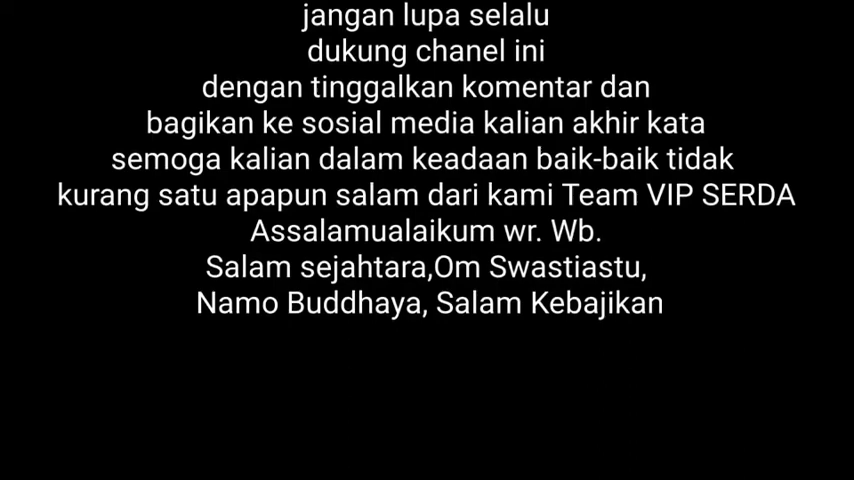 jangan lupa selalu
dukung chanel ini
dengan tinggalkan komentar dan
bagikan ke sosial media kalian akhir kata
semoga kalian dalam keadaan baik-baik tidak
kurang satu apapun salam dari kami Team VIP SERDA
Assalamualaikum wr. Wb.
Salam sejahtara,Om Swastiastu,
Namo Buddhaya, Salam Kebajikan